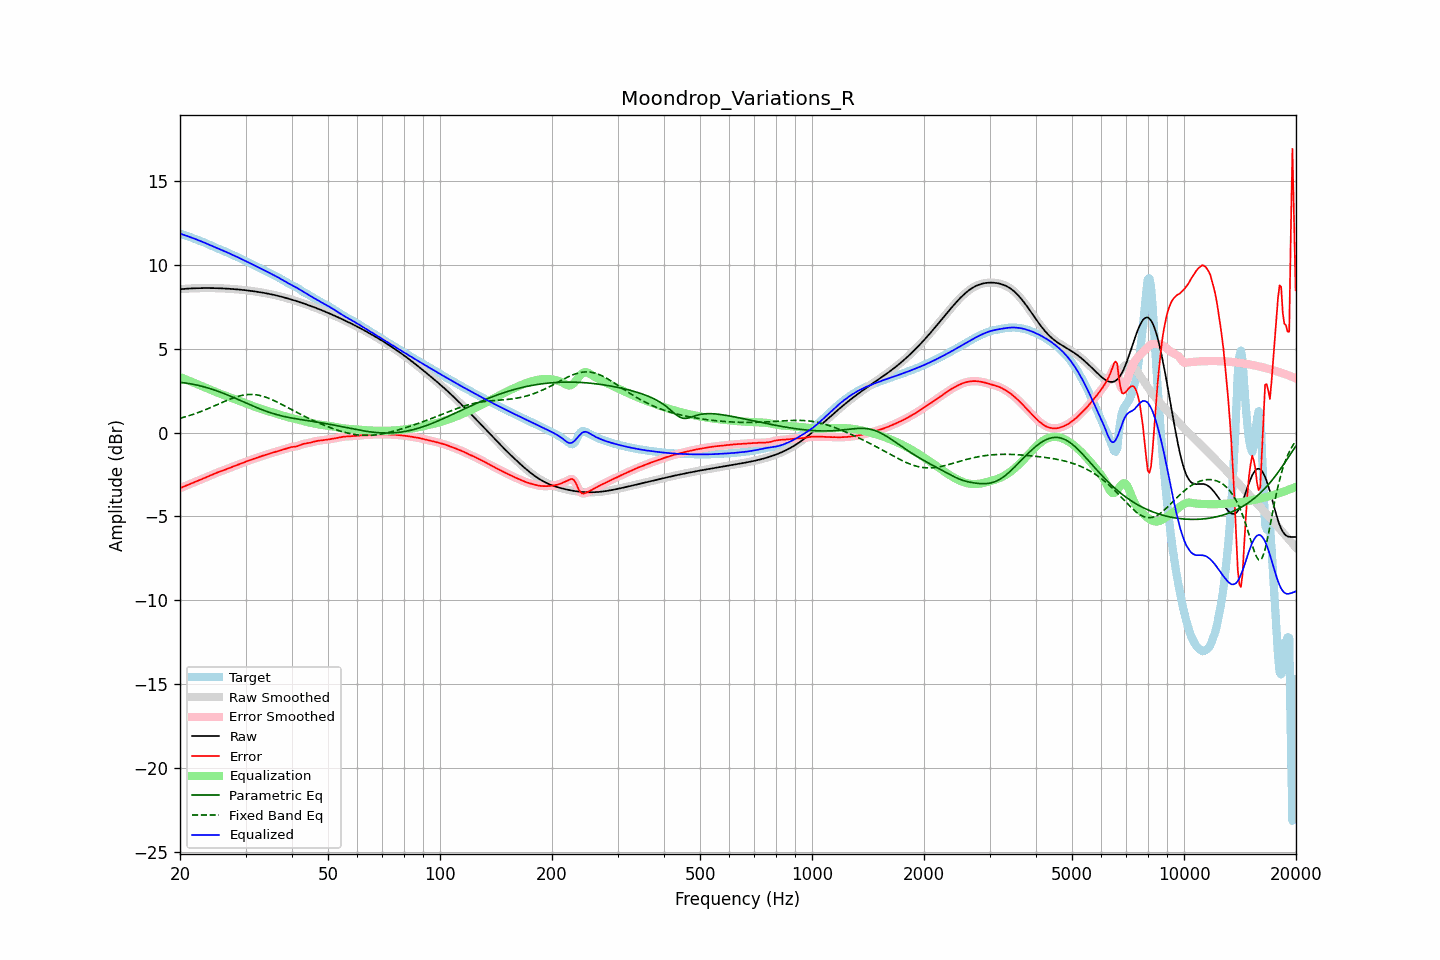 Moondrop_Variations_R
Amplitude (dBr)
15
10
5
0
−5
−10
−15
−20
−25
Target
Raw Smoothed
Error Smoothed
Raw
Error
Equalization
Parametric Eq
Fixed Band Eq
Equalized
20 50 100 200 500 1000 2000 5000 10000 20000
Frequency (Hz)